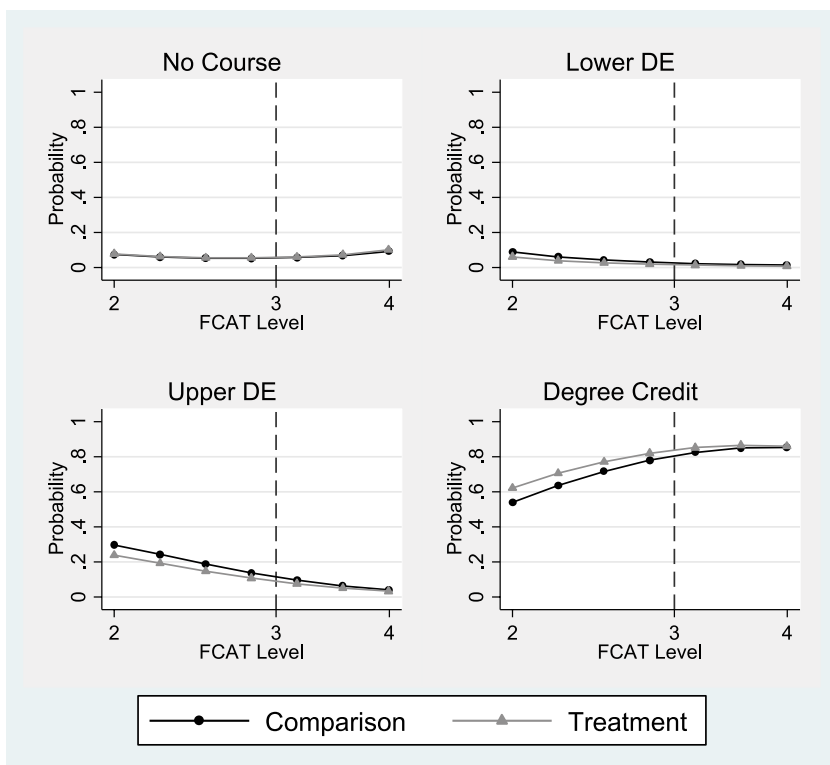 No Course
Lower DE
Probability
0 .2 .4 .6 .8 1
2 3 4
FCAT Level
Probability
0 .2 .4 .6 .8 1
2 3 4
FCAT Level
Upper DE
Degree Credit
Probability
0 .2 .4 .6 .8 1
2 3 4
FCAT Level
Probability
0 .2 .4 .6 .8 1
2 3 4
FCAT Level
Comparison
Treatment